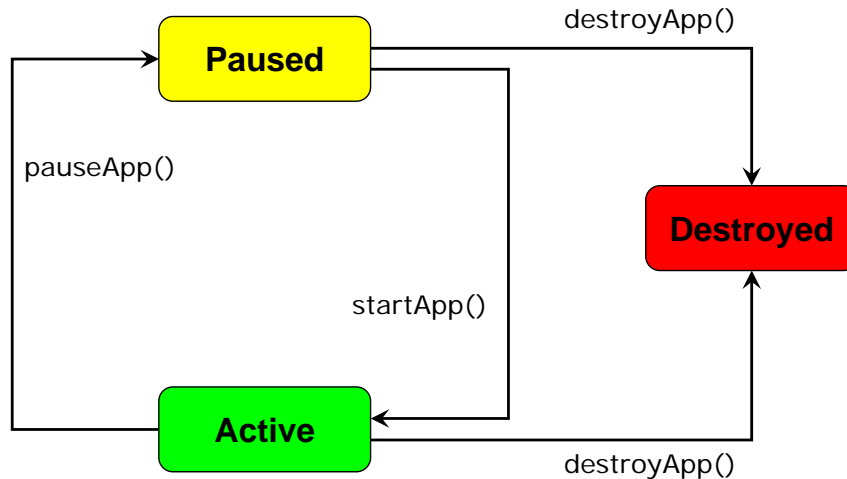 destroyApp()
Paused
pauseApp()
Destroyed
startApp()
Active
destroyApp()